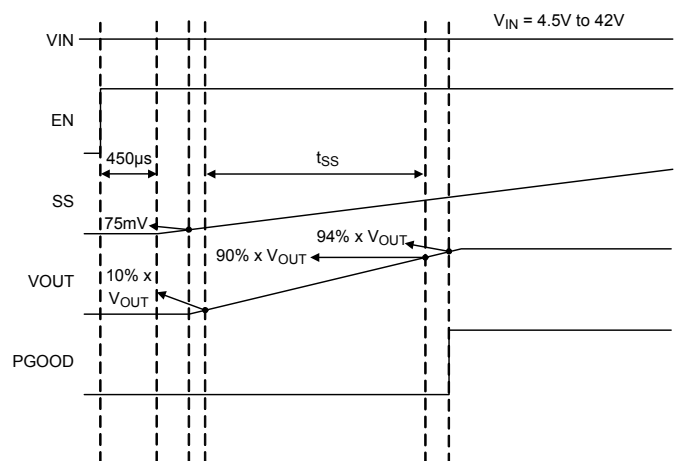 V_IN = 4.5V to 42V
VIN
EN
450µs
t_SS
SS
75mV
94% x V_OUT
90% x V_OUT
10% x
V_OUT
VOUT
PGOOD